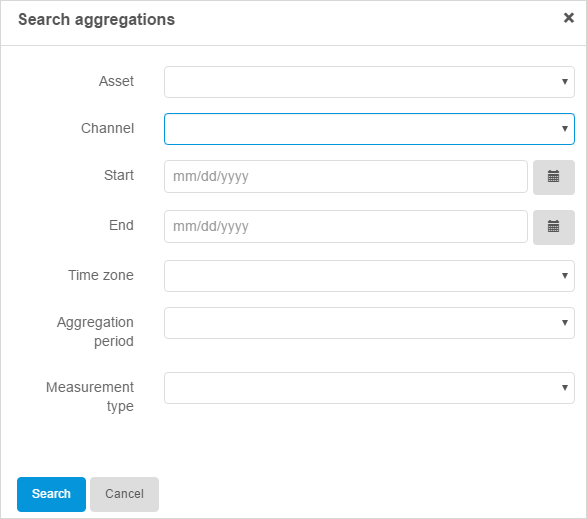 Search aggregations
Asset
Channel
Start
mm/dd/yyyy
End
mm/dd/yyyy
Time zone
Aggregation
period
Measurement
type
Search
Cancel